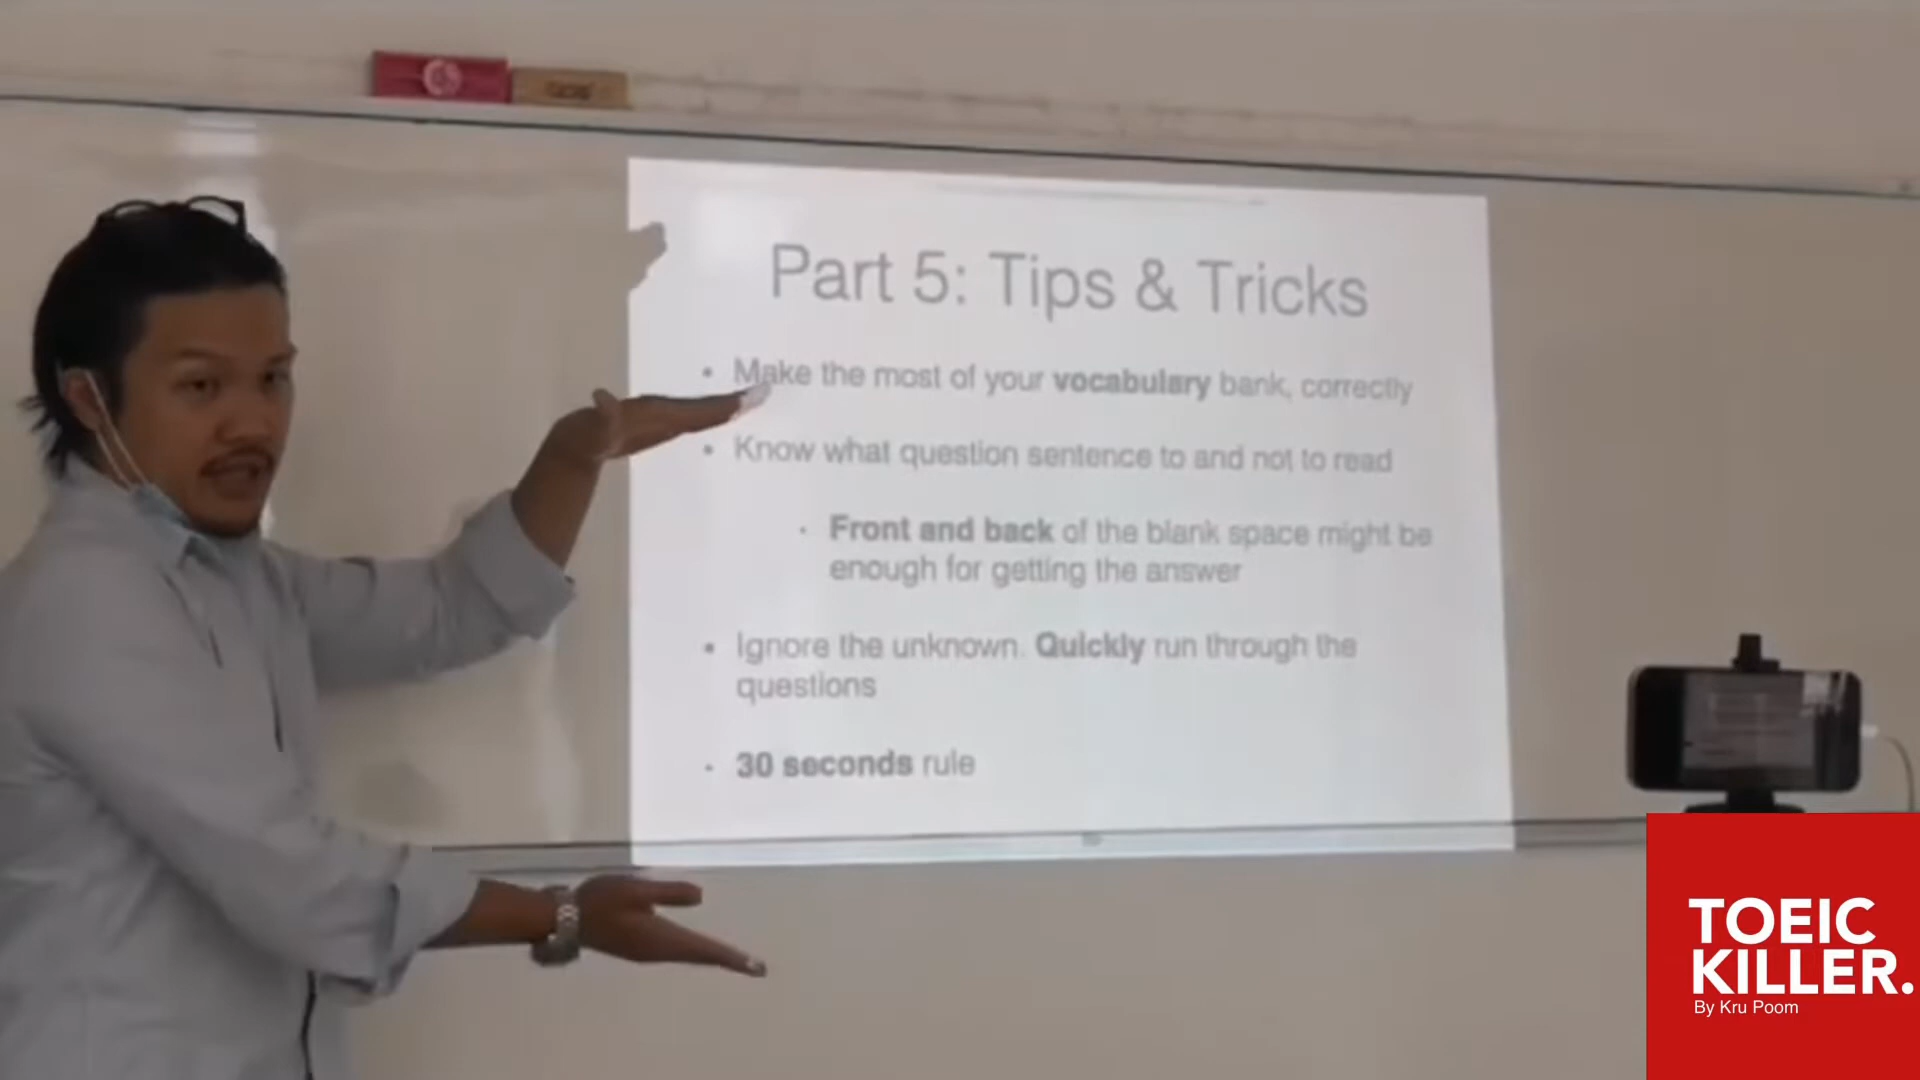 Part 5: Tips & Tricks
• Make the most of your vocabulary bank, correctly
• Know what question sentence to and not to read
• Front and back of the blank space might be
enough for getting the answer
• Ignore the unknown. Quickly run through the
questions
• 30 seconds rule
TOEIC
KILLER.
By Kru Poom